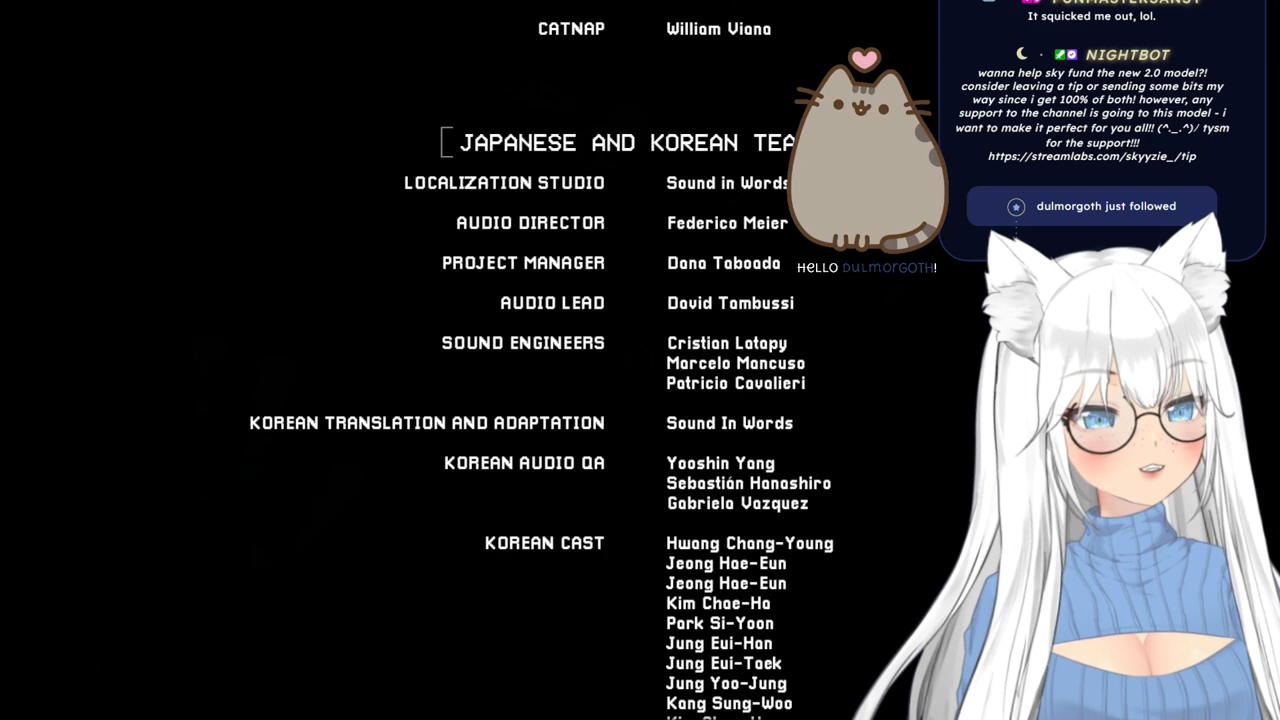 CATNAP William Viana
JAPANESE AND KOREAN TEA
LOCALIZATION STUDIO Sound in Words
AUDIO DIRECTOR Federico Meier
PROJECT MANAGER Dana Taboada
AUDIO LEAD David Tambussi
SOUND ENGINEERS Cristian Latapy
Marcelo Mancuso
Patricio Cavalieri
KOREAN TRANSLATION AND ADAPTATION Sound In Words
KOREAN AUDIO QA Yooshin Yang
Sebastián Hanashiro
Gabriela Vazquez
KOREAN CAST Hwang Chang-Young
Jeong Hae-Eun
Jeong Hae-Eun
Kim Chae-Ha
Park Si-Yoon
Jung Eui-Han
Jung Eui-Taek
Jung Yoo-Jung
Kang Sung-Woo
HELLO DULMORGOTH!
It squicked me out, lol.
NIGHTBOT
wanna help sky fund the new 2.0 model?!
consider leaving a tip or sending some bits my
way since i get 100% of both! however, any
support to the channel is going to this model - i
want to make it perfect for you all!! (^._.^)/ tysm
for the support!!!
https://streamlabs.com/skyyzie_/tip
dulmorgoth just followed